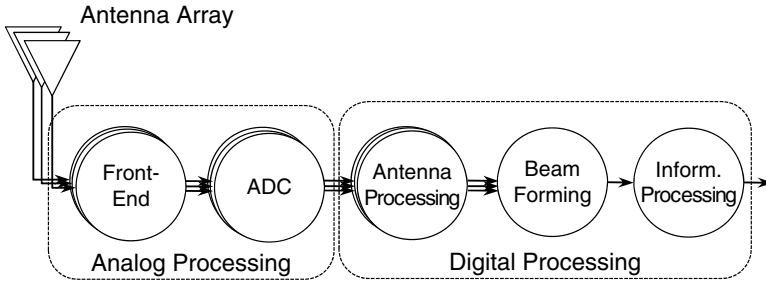 Antenna Array
Front-
End
ADC
Antenna
Processing
Beam
Forming
Inform.
Processing
Analog Processing
Digital Processing